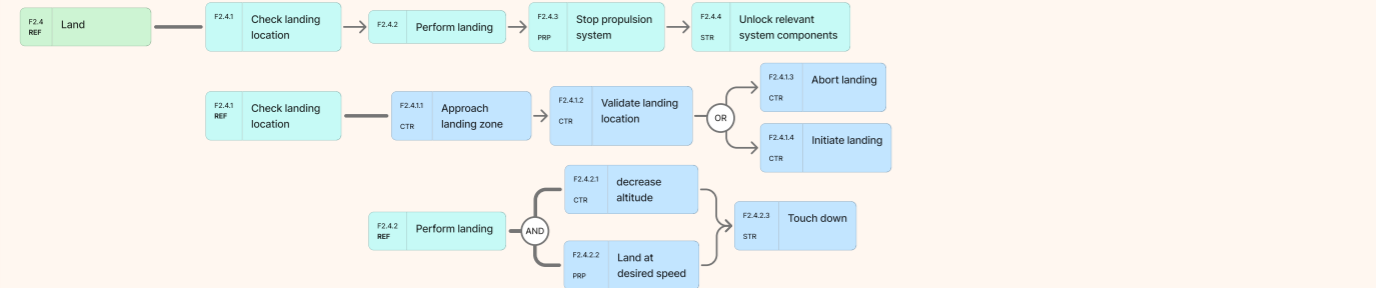 F2.4
REF
Land
F2.4.1
Check landing
location
F2.4.2
Perform landing
F2.4.3
PRP
Stop propulsion
system
F2.4.4
STR
Unlock relevant
system components
F2.4.1
REF
Check landing
location
F2.4.1.1
CTR
Approach
landing zone
F2.4.1.2
CTR
Validate landing
location
OR
F2.4.1.3
CTR
Abort landing
F2.4.1.4
CTR
Initiate landing
F2.4.2
REF
Perform landing
AND
F2.4.2.1
CTR
decrease
altitude
F2.4.2.2
PRP
Land at
desired speed
F2.4.2.3
STR
Touch down